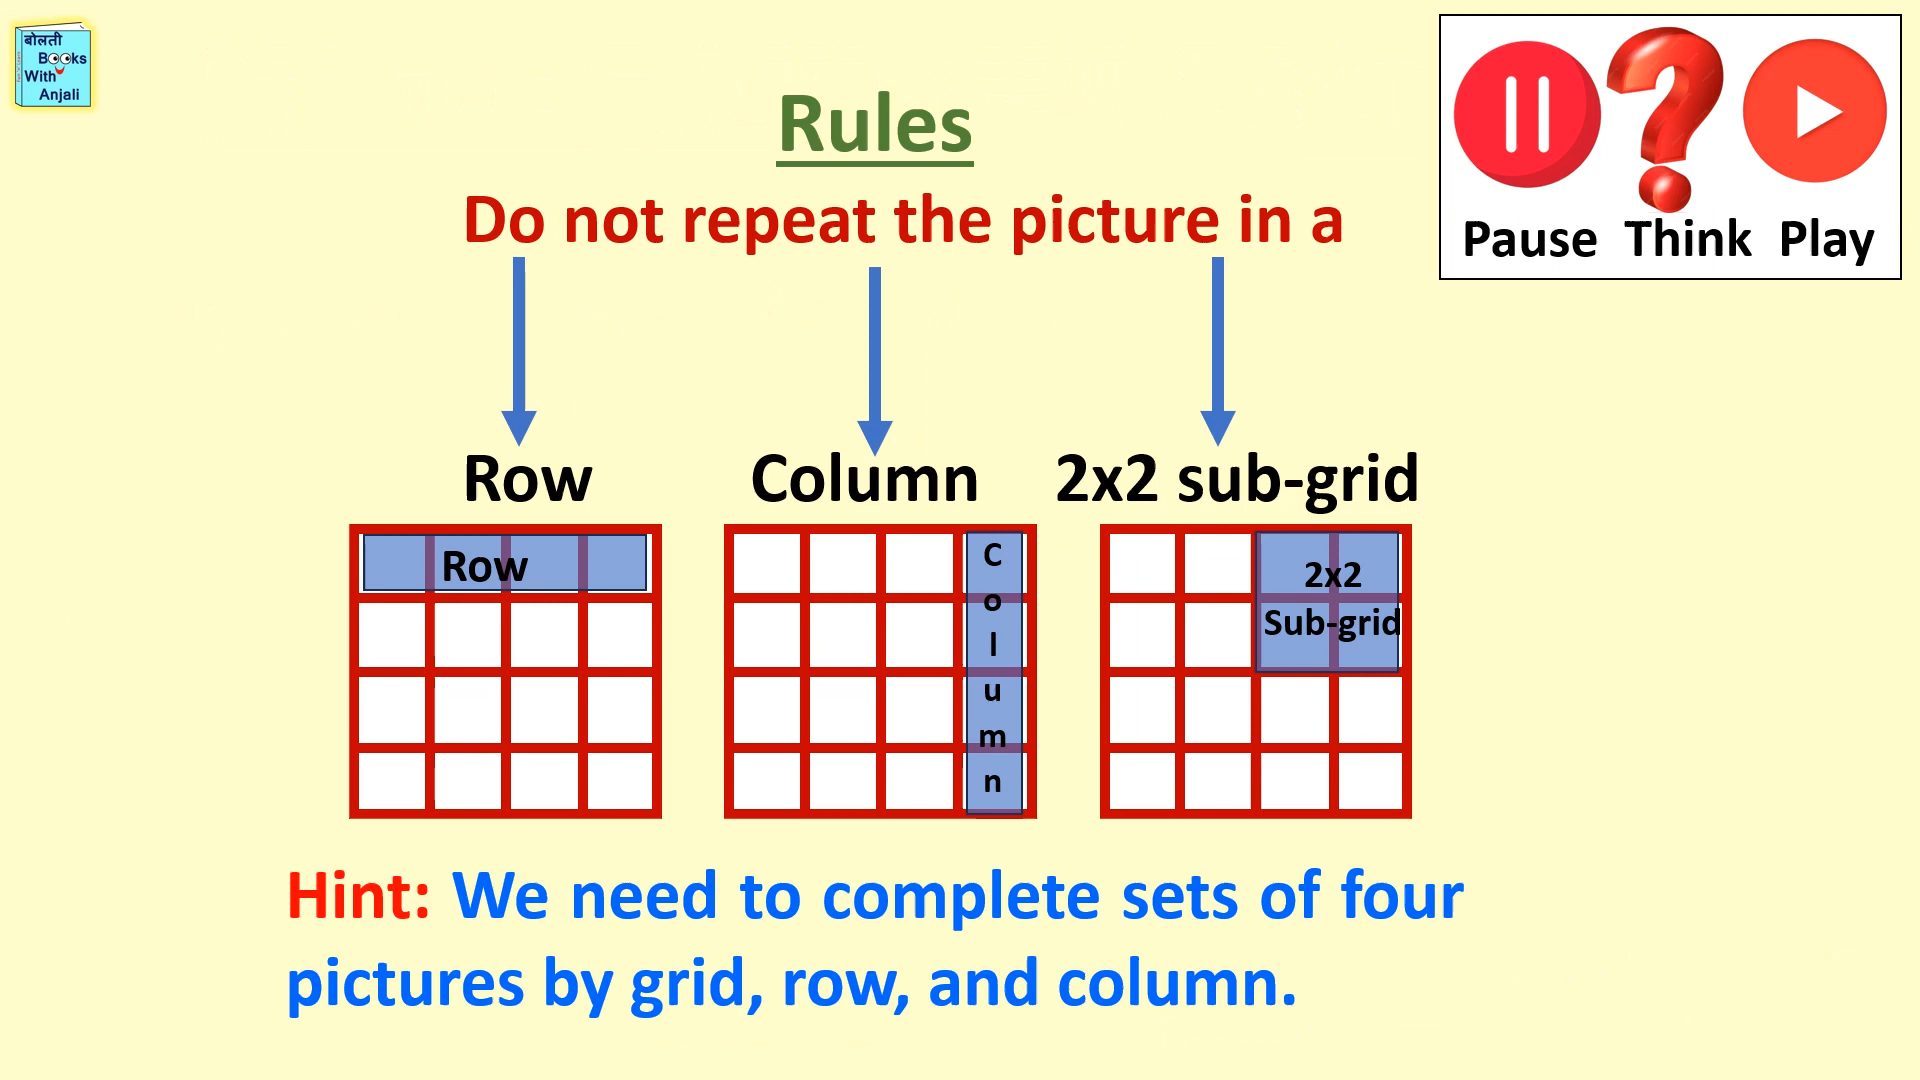 बोलती
Books
With
Anjali
Rules
Do not repeat the picture in a
Pause Think Play
Row Column 2x2 sub-grid
Row
Column
2x2
Sub-grid
Hint: We need to complete sets of four
pictures by grid, row, and column.